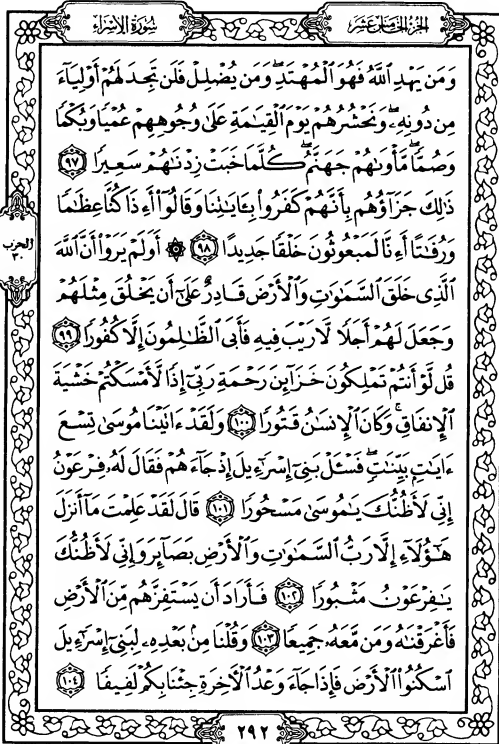 سورة الإسراء
الجزء الخامس عشر
وَمَن يَهْدِ ٱللَّهُ فَهُوَ ٱلْمُهْتَدِ ۖ وَمَن يُضْلِلْ فَلَن تَجِدَ لَهُمْ أَوْلِيَآءَ
مِن دُونِهِۦ ۖ وَنَحْشُرُهُمْ يَوْمَ ٱلْقِيَـٰمَةِ عَلَىٰ وُجُوهِهِمْ عُمْيًا وَبُكْمًا
وَصُمًّا ۖ مَّأْوَىٰهُمْ جَهَنَّمُ ۖ كُلَّمَا خَبَتْ زِدْنَـٰهُمْ سَعِيرًا ٩٧
ذَٰلِكَ جَزَآؤُهُم بِأَنَّهُمْ كَفَرُوا۟ بِـَٔايَـٰتِنَا وَقَالُوٓا۟ أَءِذَا كُنَّا عِظَـٰمًا
وَرُفَـٰتًا أَءِنَّا لَمَبْعُوثُونَ خَلْقًا جَدِيدًا ٩٨ ۞ أَوَلَمْ يَرَوْا۟ أَنَّ ٱللَّهَ
الحزب
٣٠
ٱلَّذِى خَلَقَ ٱلسَّمَـٰوَٰتِ وَٱلْأَرْضَ قَادِرٌ عَلَىٰٓ أَن يَخْلُقَ مِثْلَهُمْ
وَجَعَلَ لَهُمْ أَجَلًا لَّا رَيْبَ فِيهِ فَأَبَى ٱلظَّـٰلِمُونَ إِلَّا كُفُورًا ٩٩
قُل لَّوْ أَنتُمْ تَمْلِكُونَ خَزَآئِنَ رَحْمَةِ رَبِّىٓ إِذًا لَّأَمْسَكْتُمْ خَشْيَةَ
ٱلْإِنفَاقِ ۚ وَكَانَ ٱلْإِنسَـٰنُ قَتُورًا ١٠٠ وَلَقَدْ ءَاتَيْنَا مُوسَىٰ تِسْعَ
ءَايَـٰتٍۭ بَيِّنَـٰتٍ ۖ فَسْـَٔلْ بَنِىٓ إِسْرَٰٓءِيلَ إِذْ جَآءَهُمْ فَقَالَ لَهُۥ فِرْعَوْنُ
إِنِّى لَأَظُنُّكَ يَـٰمُوسَىٰ مَسْحُورًا ١٠١ قَالَ لَقَدْ عَلِمْتَ مَآ أَنزَلَ
هَـٰٓؤُلَآءِ إِلَّا رَبُّ ٱلسَّمَـٰوَٰتِ وَٱلْأَرْضِ بَصَآئِرَ وَإِنِّى لَأَظُنُّكَ
يَـٰفِرْعَوْنُ مَثْبُورًا ١٠٢ فَأَرَادَ أَن يَسْتَفِزَّهُم مِّنَ ٱلْأَرْضِ
فَأَغْرَقْنَـٰهُ وَمَن مَّعَهُۥ جَمِيعًا ١٠٣ وَقُلْنَا مِنۢ بَعْدِهِۦ لِبَنِىٓ إِسْرَٰٓءِيلَ
ٱسْكُنُوا۟ ٱلْأَرْضَ فَإِذَا جَآءَ وَعْدُ ٱلْـَٔاخِرَةِ جِئْنَا بِكُمْ لَفِيفًا ١٠٤
٢٩٢